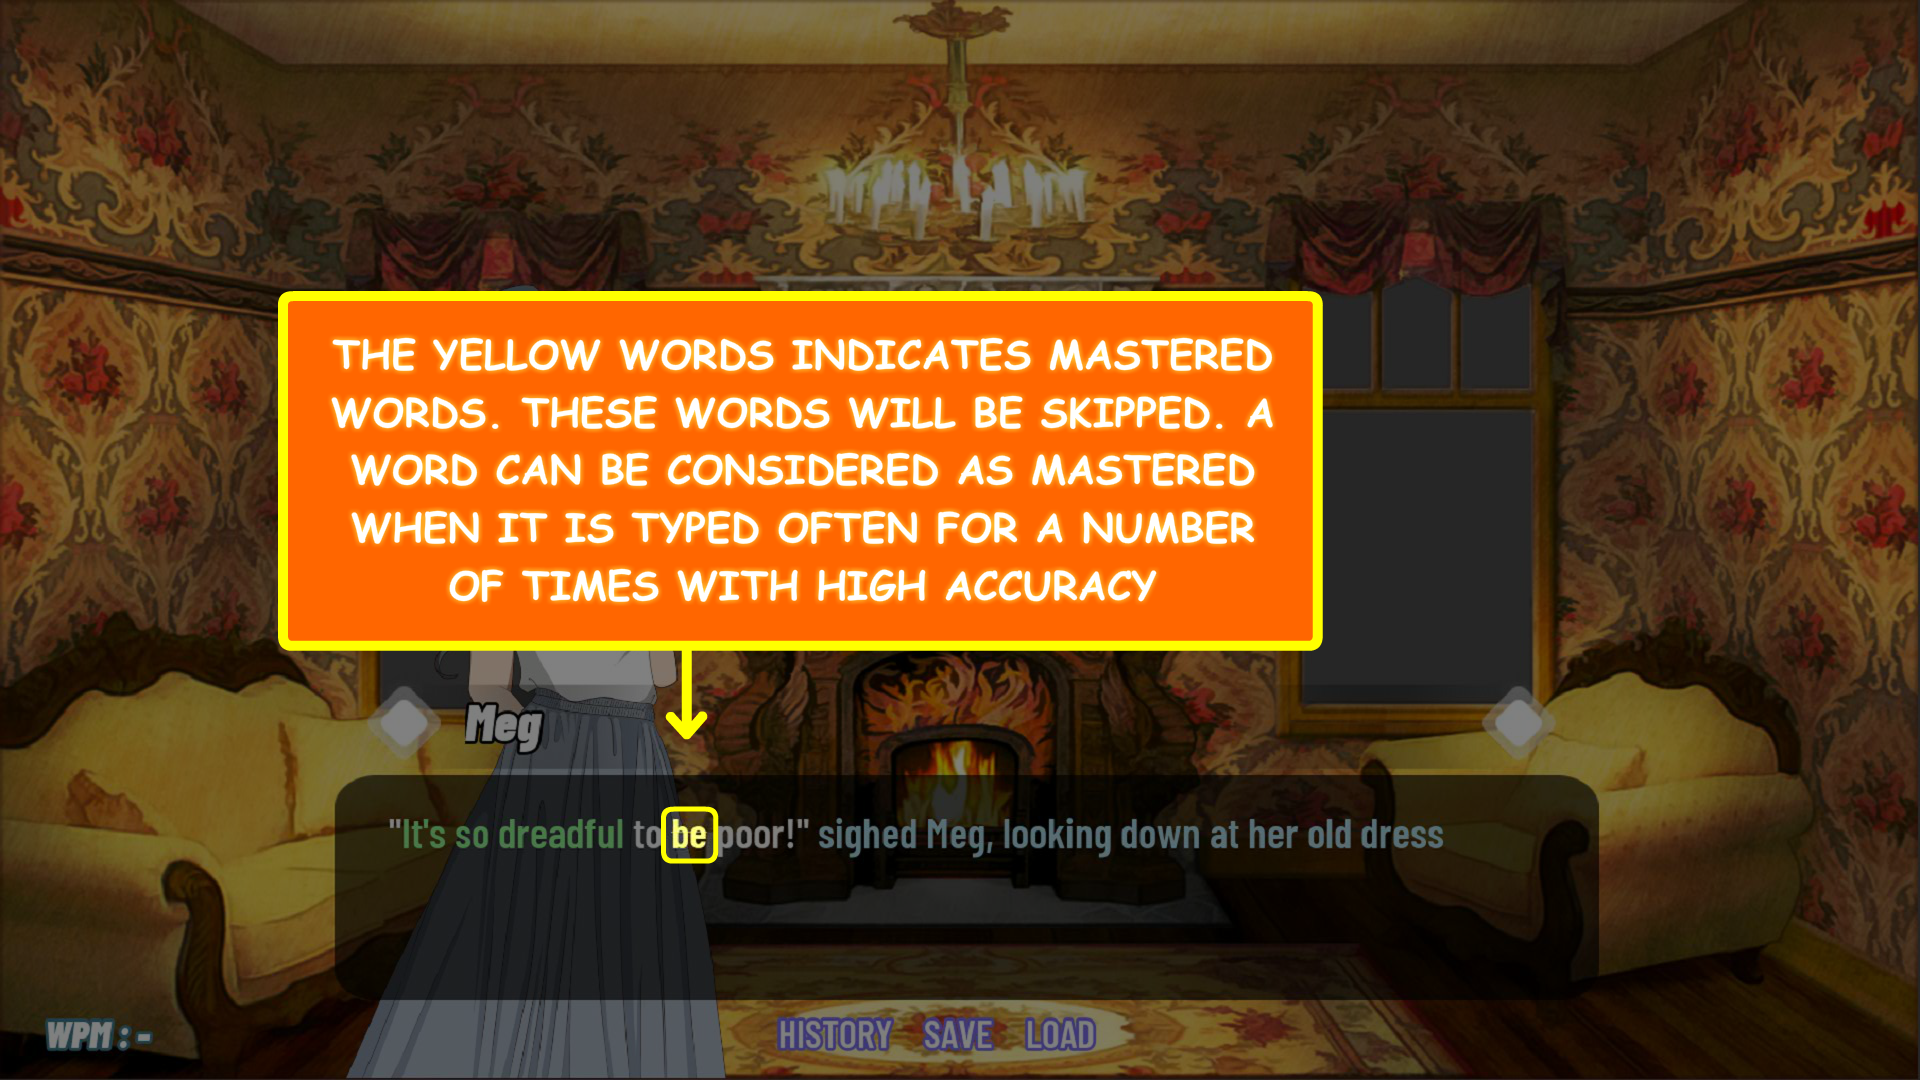 THE YELLOW WORDS INDICATES MASTERED
WORDS. THESE WORDS WILL BE SKIPPED. A
WORD CAN BE CONSIDERED AS MASTERED
WHEN IT IS TYPED OFTEN FOR A NUMBER
OF TIMES WITH HIGH ACCURACY
Meg
"It's so dreadful to be poor!" sighed Meg, looking down at her old dress
WPM : -
HISTORY SAVE LOAD